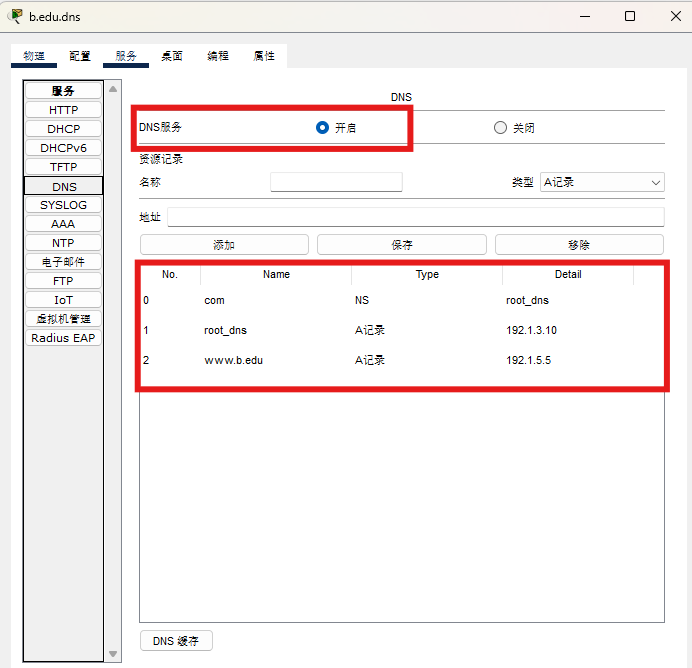 b.edu.dns
物理 配置 服务 桌面 编程 属性
服务
HTTP
DHCP
DHCPv6
TFTP
DNS
SYSLOG
AAA
NTP
电子邮件
FTP
IoT
虚拟机管理
Radius EAP
DNS
DNS服务 开启 关闭
资源记录
名称 类型 A记录
地址
添加 保存 移除
No. Name Type Detail
0 com NS root_dns
1 root_dns A记录 192.1.3.10
2 www.b.edu A记录 192.1.5.5
DNS 缓存